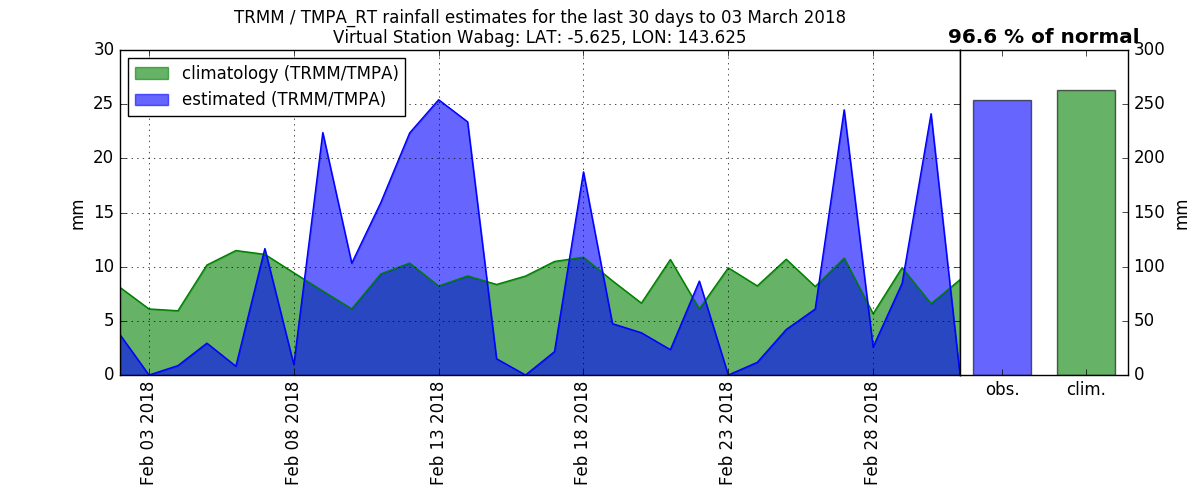 TRMM / TMPA_RT rainfall estimates for the last 30 days to 03 March 2018
Virtual Station Wabag: LAT: -5.625, LON: 143.625
96.6 % of normal
climatology (TRMM/TMPA)
estimated (TRMM/TMPA)
mm
30
25
20
15
10
5
0
Feb 03 2018
Feb 08 2018
Feb 13 2018
Feb 18 2018
Feb 23 2018
Feb 28 2018
obs.
clim.
300
250
200
150
100
50
0
mm